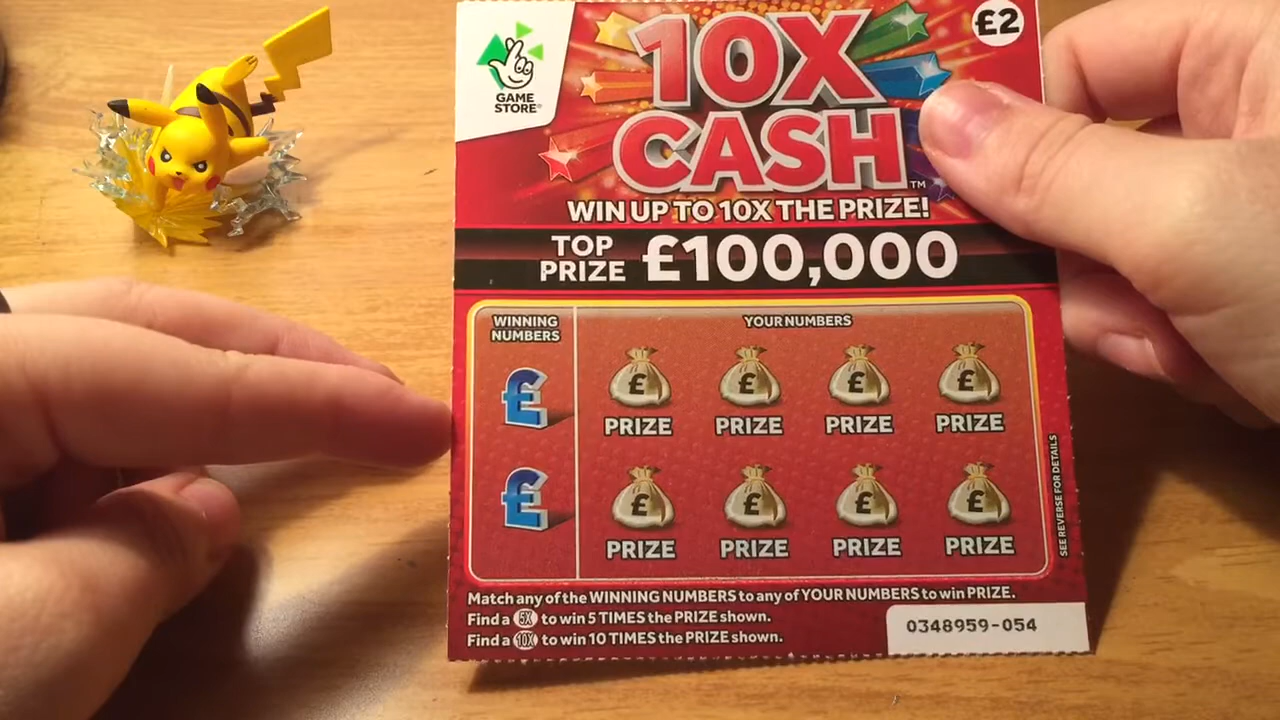 GAME
STORE®
£2
10X
CASH™
WIN UP TO 10X THE PRIZE!
TOP
PRIZE £100,000
WINNING
NUMBERS
YOUR NUMBERS
£ £ £ £ £
PRIZE PRIZE PRIZE PRIZE
£ £ £ £ £
PRIZE PRIZE PRIZE PRIZE
SEE REVERSE FOR DETAILS
Match any of the WINNING NUMBERS to any of YOUR NUMBERS to win PRIZE.
Find a 5X to win 5 TIMES the PRIZE shown.
Find a 10X to win 10 TIMES the PRIZE shown.
0348959-054